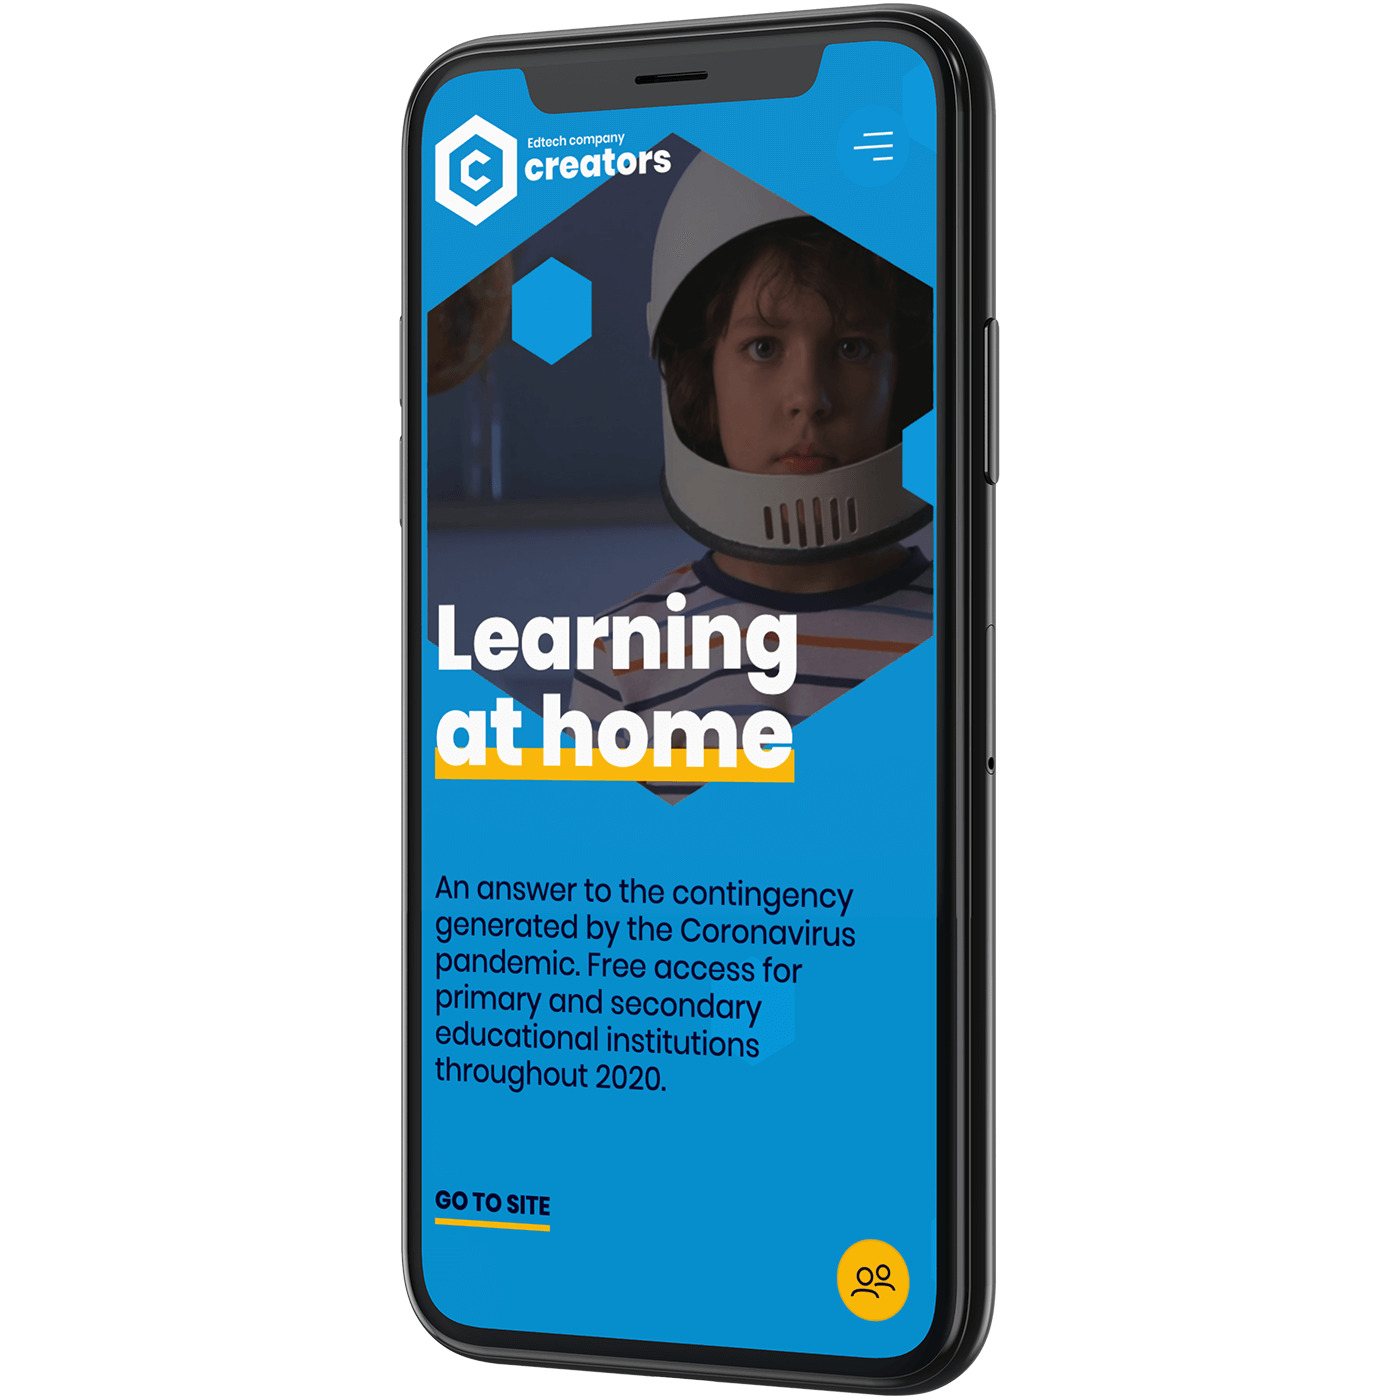 Edtech company
creators
Learning
at home
An answer to the contingency
generated by the Coronavirus
pandemic. Free access for
primary and secondary
educational institutions
throughout 2020.
GO TO SITE